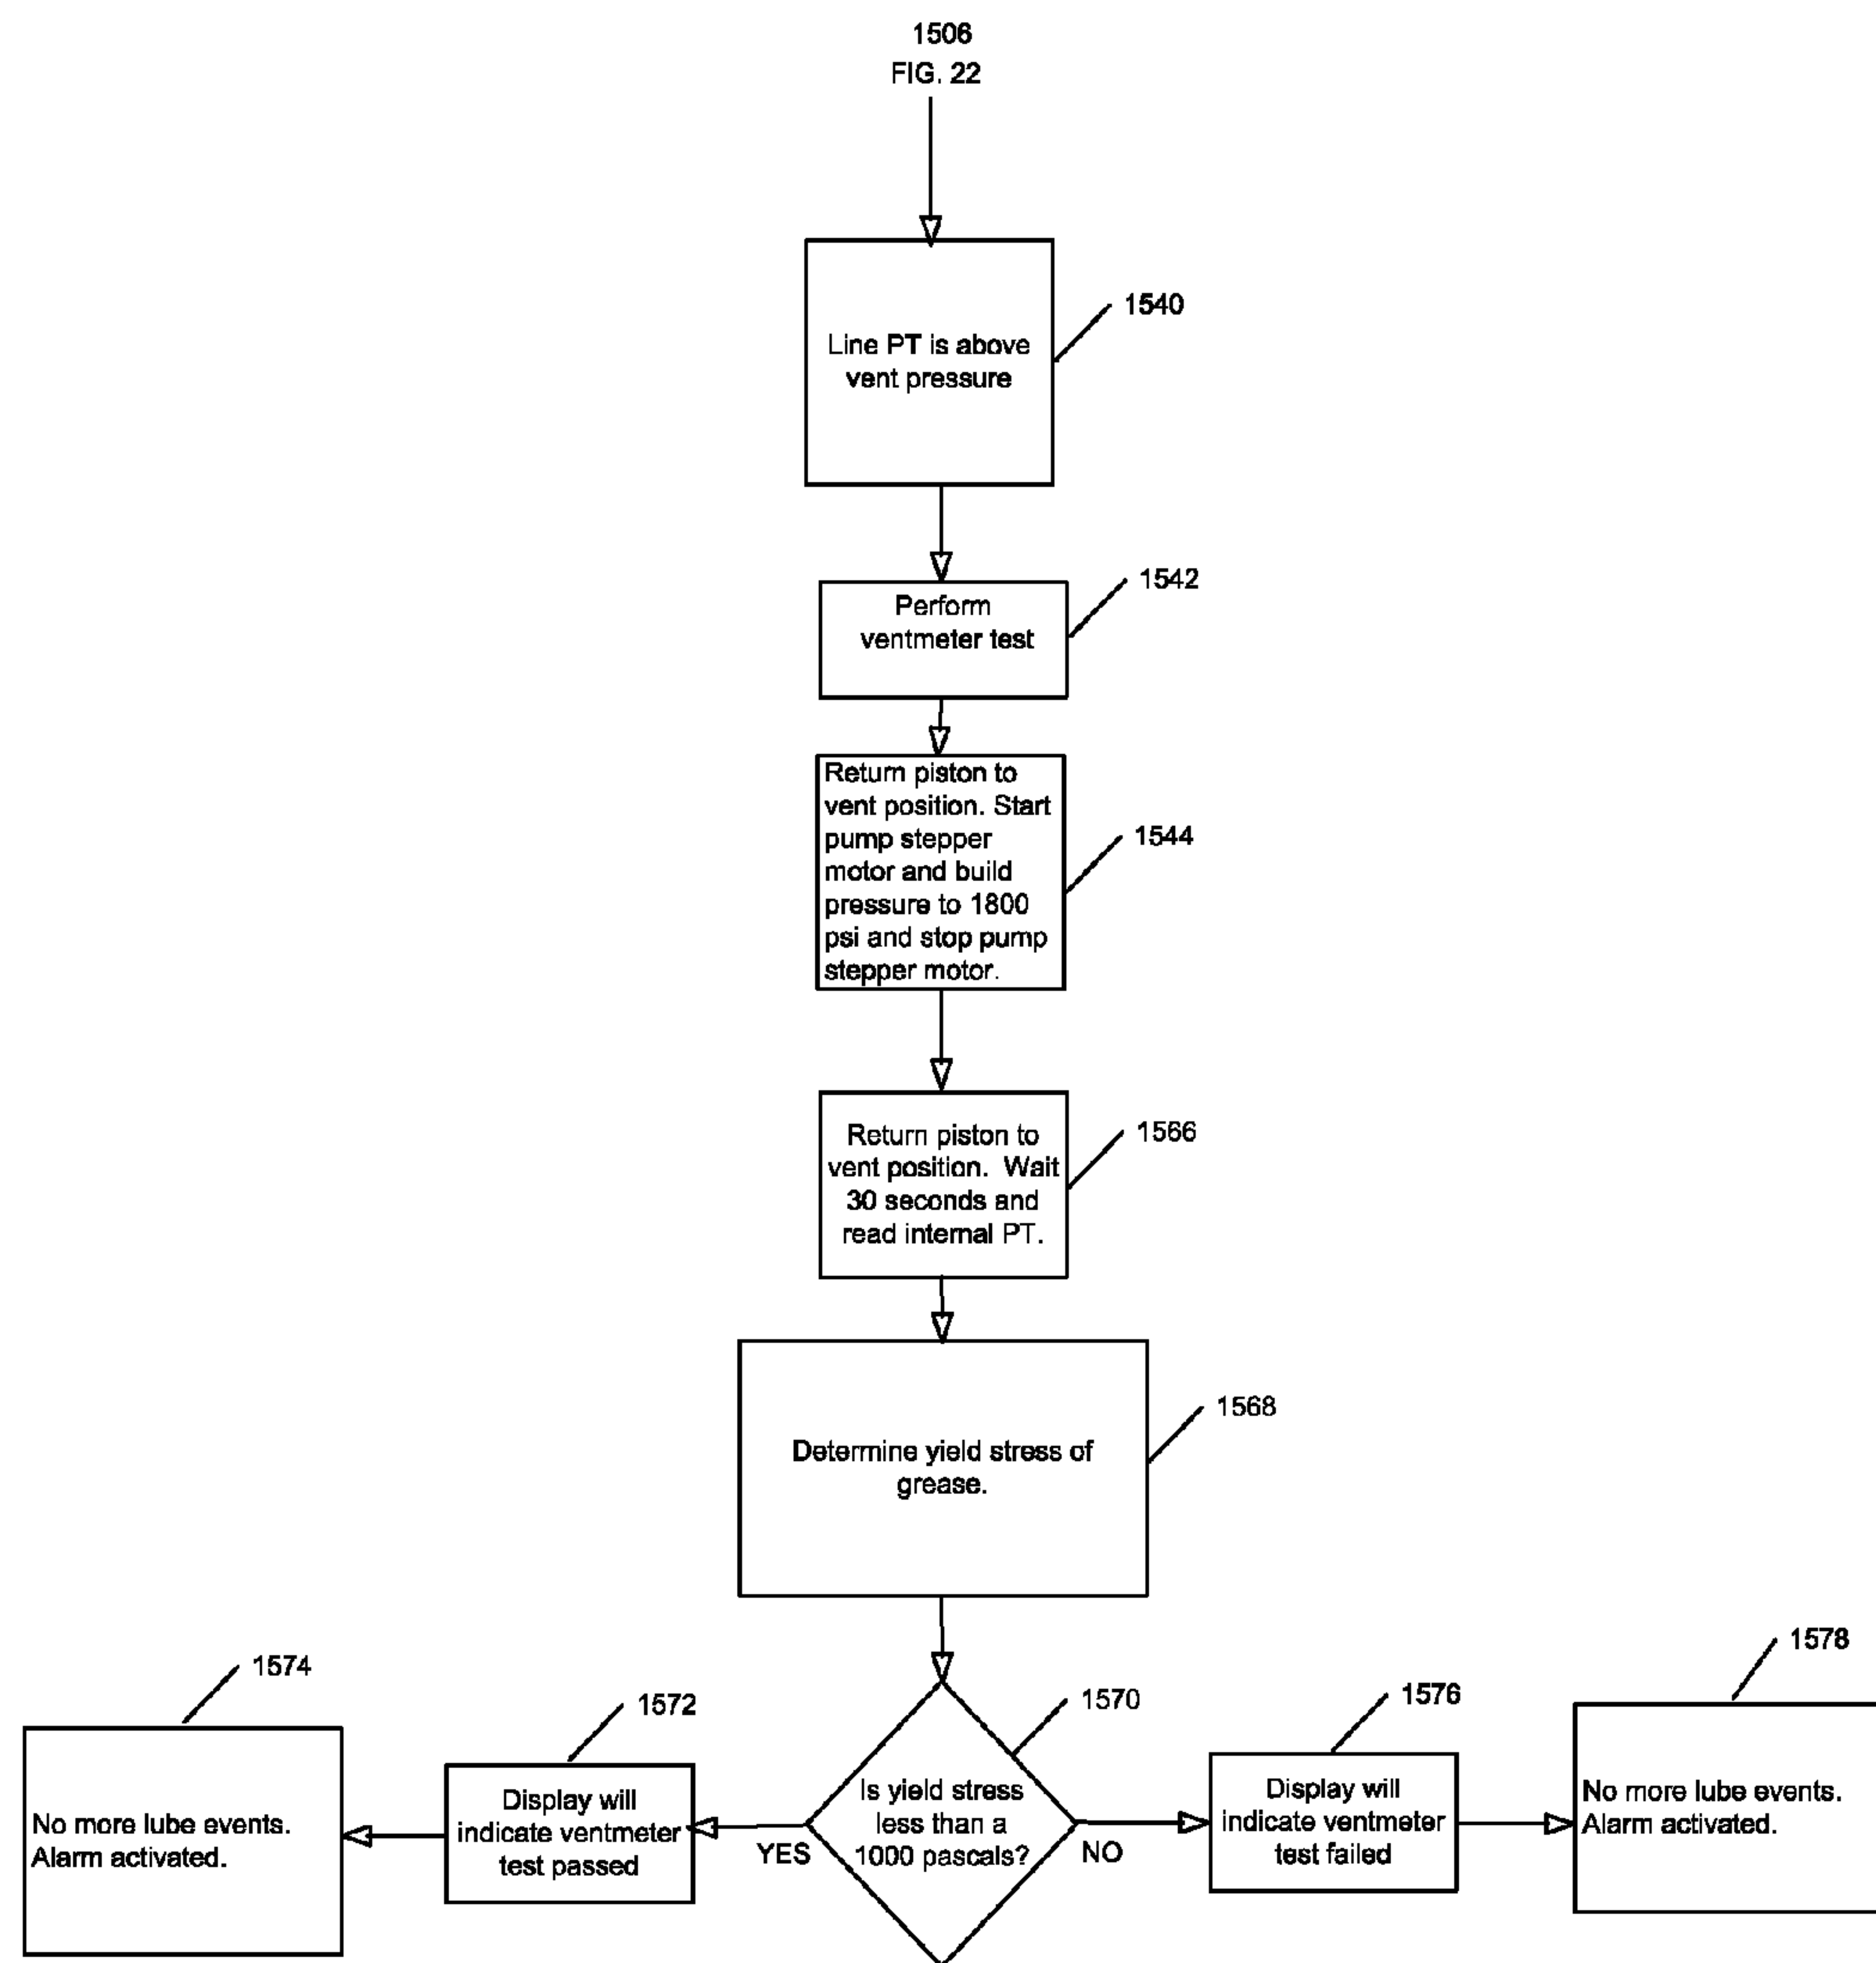 1506
FIG. 22
Line PT is above
vent pressure
1540
Perform
ventmeter test
1542
Return piston to
vent position. Start
pump stepper
motor and build
pressure to 1800
psi and stop pump
stepper motor.
1544
Return piston to
vent position. Wait
30 seconds and
read internal PT.
1566
Determine yield stress of
grease.
1568
Is yield stress
less than a
1000 pascals?
1570
YES
NO
Display will
indicate ventmeter
test passed
1572
No more lube events.
Alarm activated.
1574
Display will
indicate ventmeter
test failed
1576
No more lube events.
Alarm activated.
1578